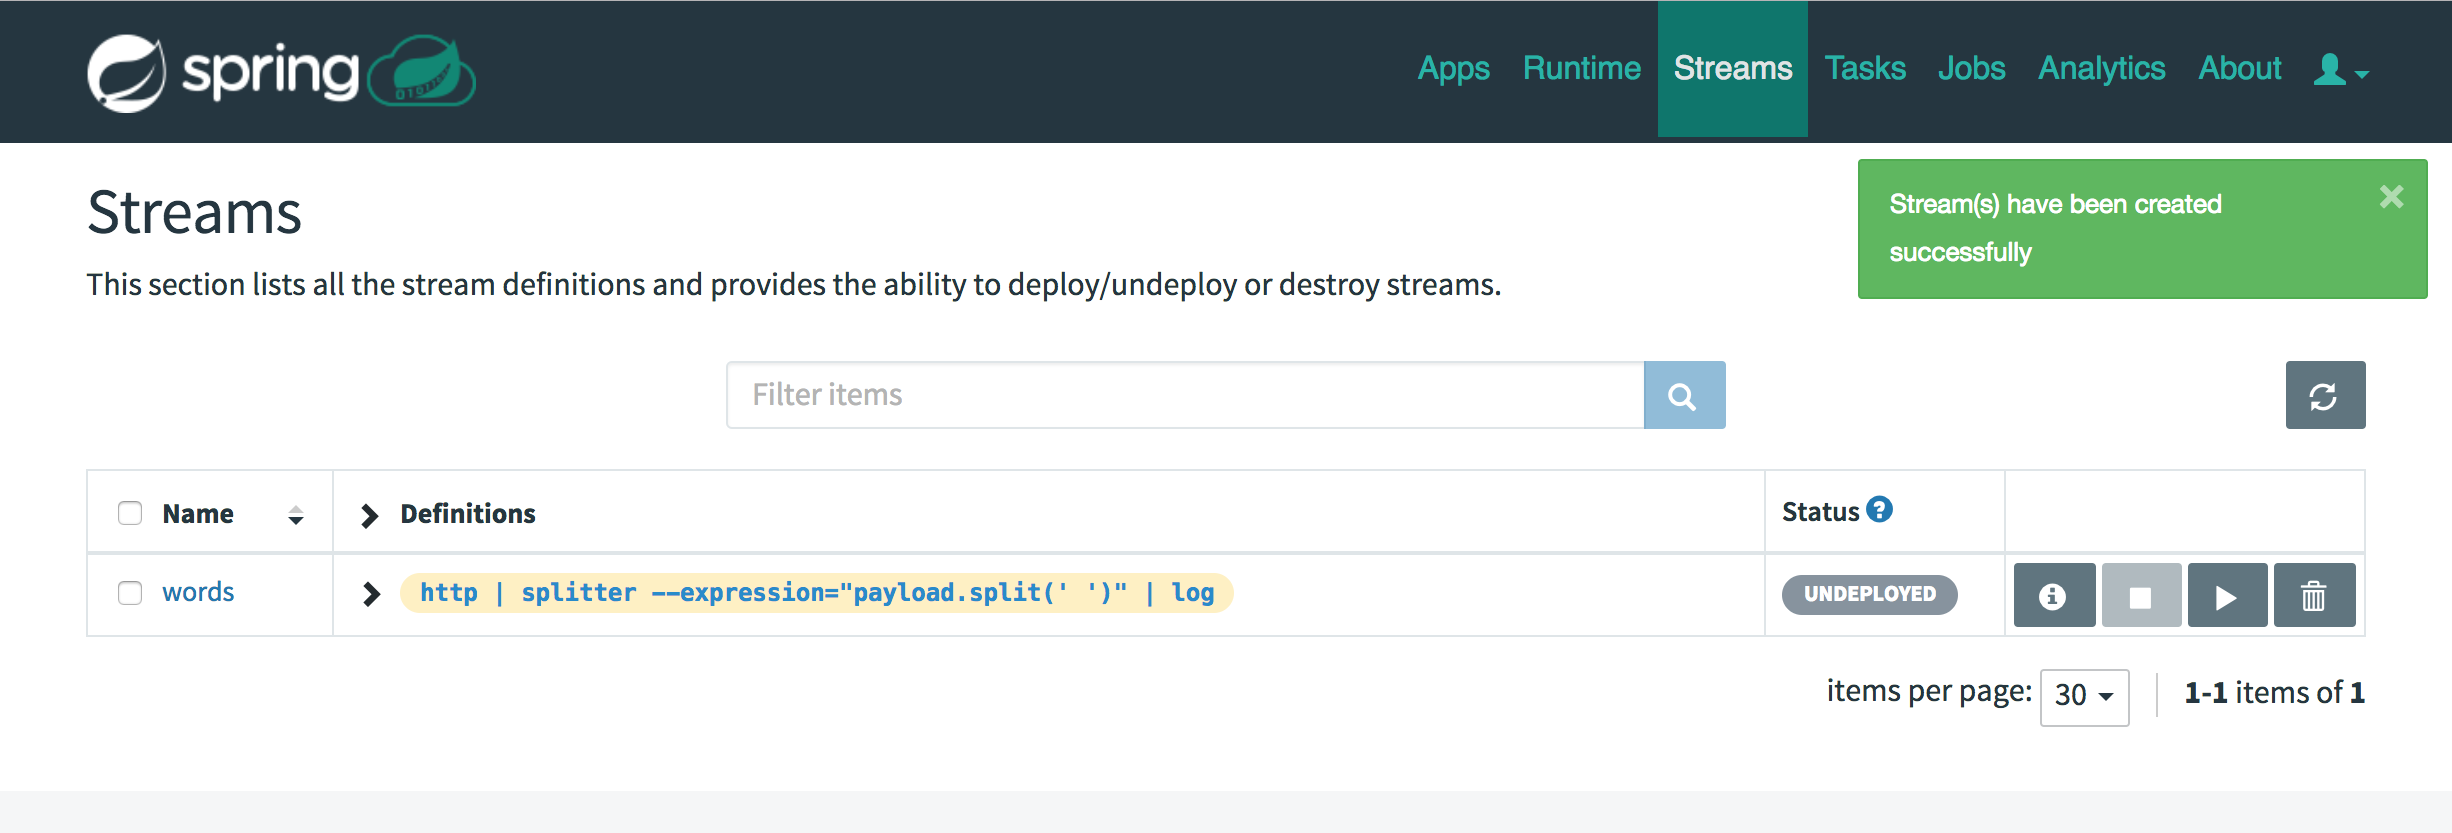 spring
Apps Runtime Streams Tasks Jobs Analytics About
Streams
Stream(s) have been created
successfully
This section lists all the stream definitions and provides the ability to deploy/undeploy or destroy streams.
Filter items
Name Definitions Status ?
words http | splitter --expression="payload.split(' ')" | log UNDEPLOYED
items per page: 30 1-1 items of 1